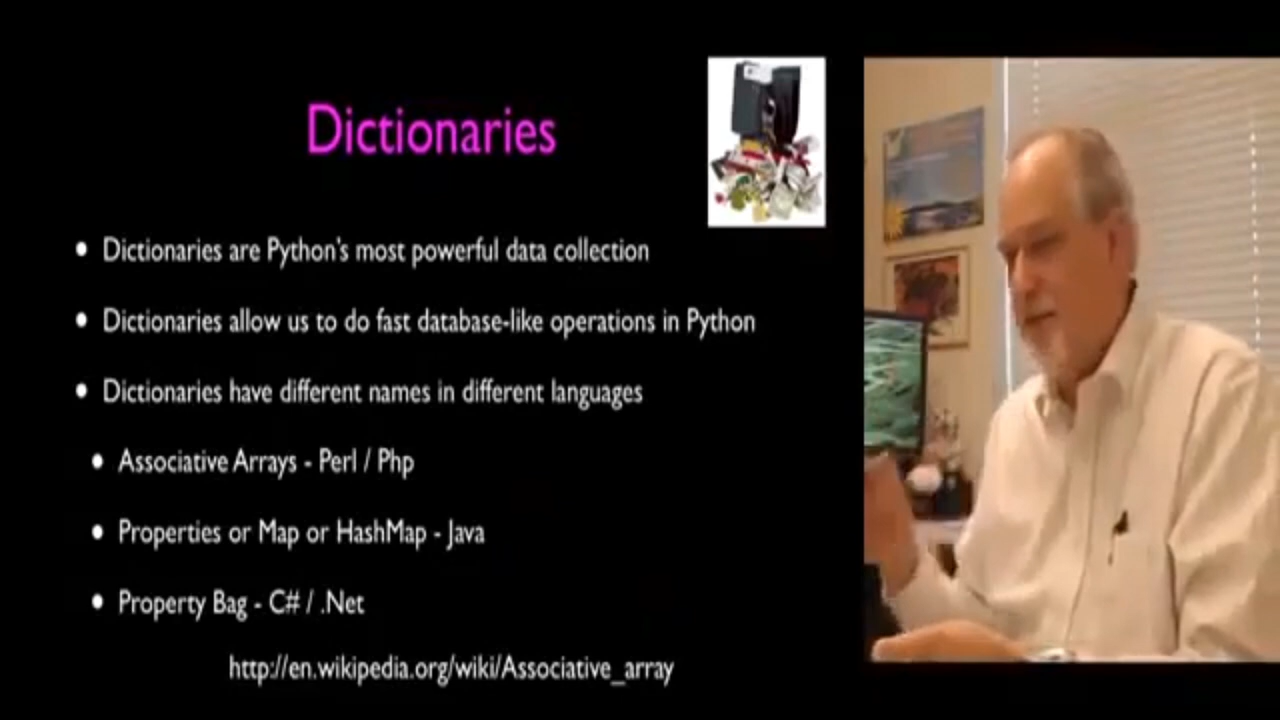 Dictionaries
• Dictionaries are Python's most powerful data collection
• Dictionaries allow us to do fast database-like operations in Python
• Dictionaries have different names in different languages
• Associative Arrays - Perl / Php
• Properties or Map or HashMap - Java
• Property Bag - C# / .Net
http://en.wikipedia.org/wiki/Associative_array